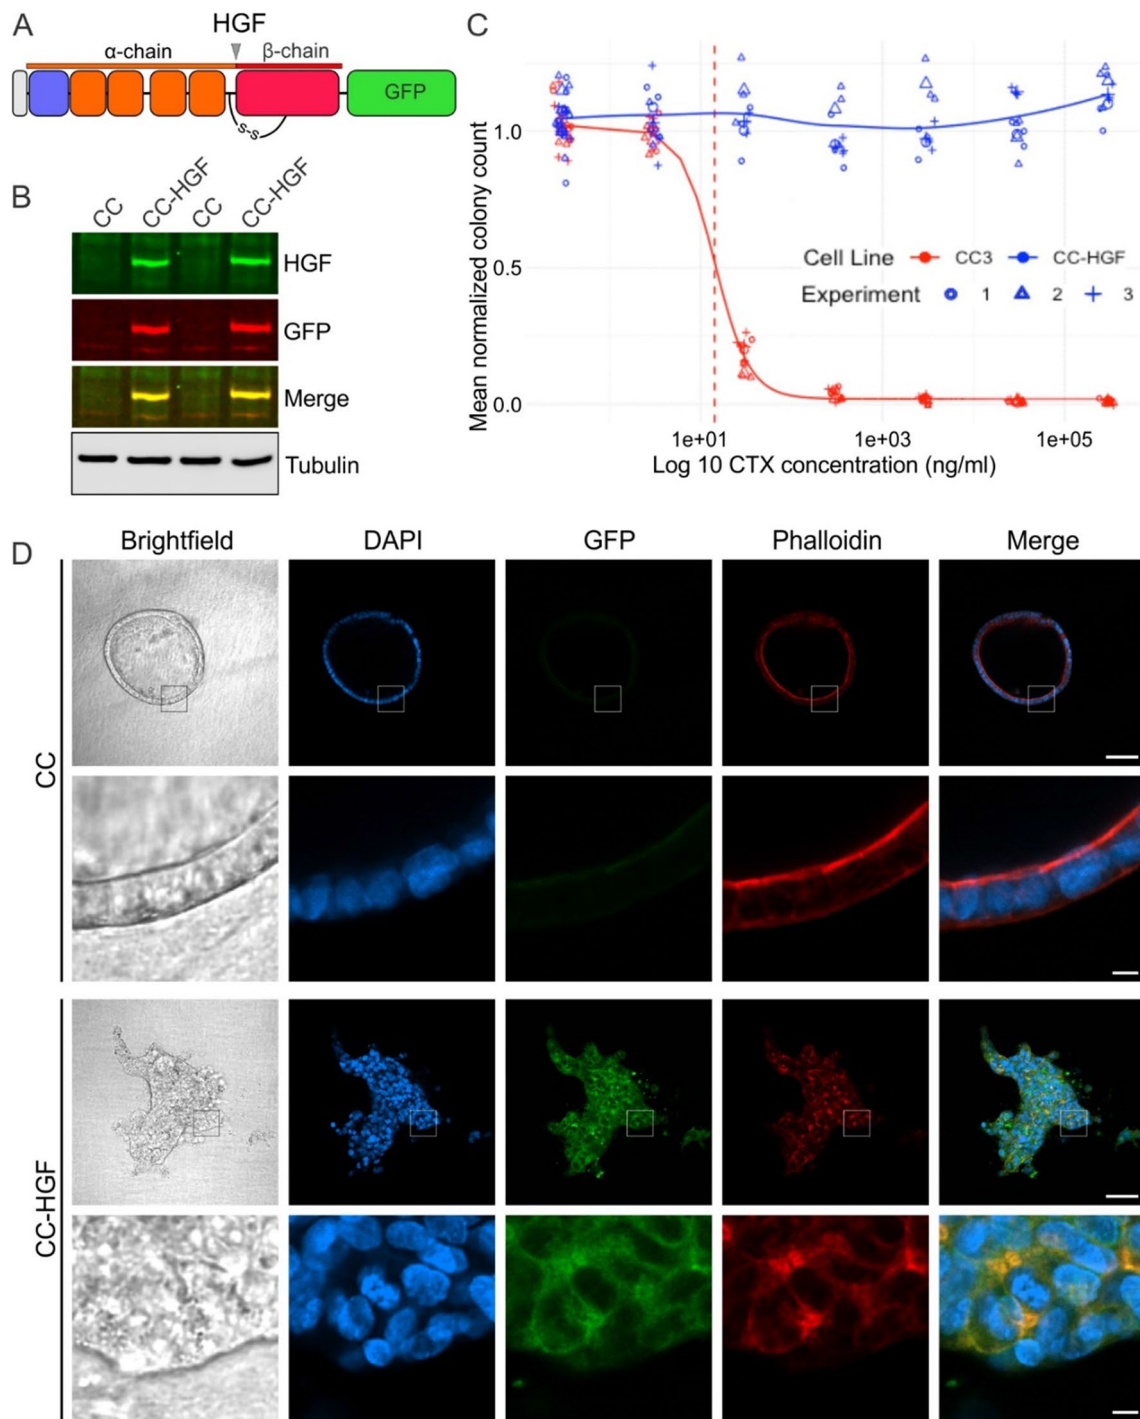 A
HGF
α-chain
β-chain
GFP
S-S
B
CC
CC-HGF
CC
CC-HGF
HGF
GFP
Merge
Tubulin
C
Mean normalized colony count
1.0
0.5
0.0
Cell Line CC3 CC-HGF
Experiment 1 2 3
1e+01 1e+03 1e+05
Log 10 CTX concentration (ng/ml)
D
Brightfield DAPI GFP Phalloidin Merge
CC
CC-HGF